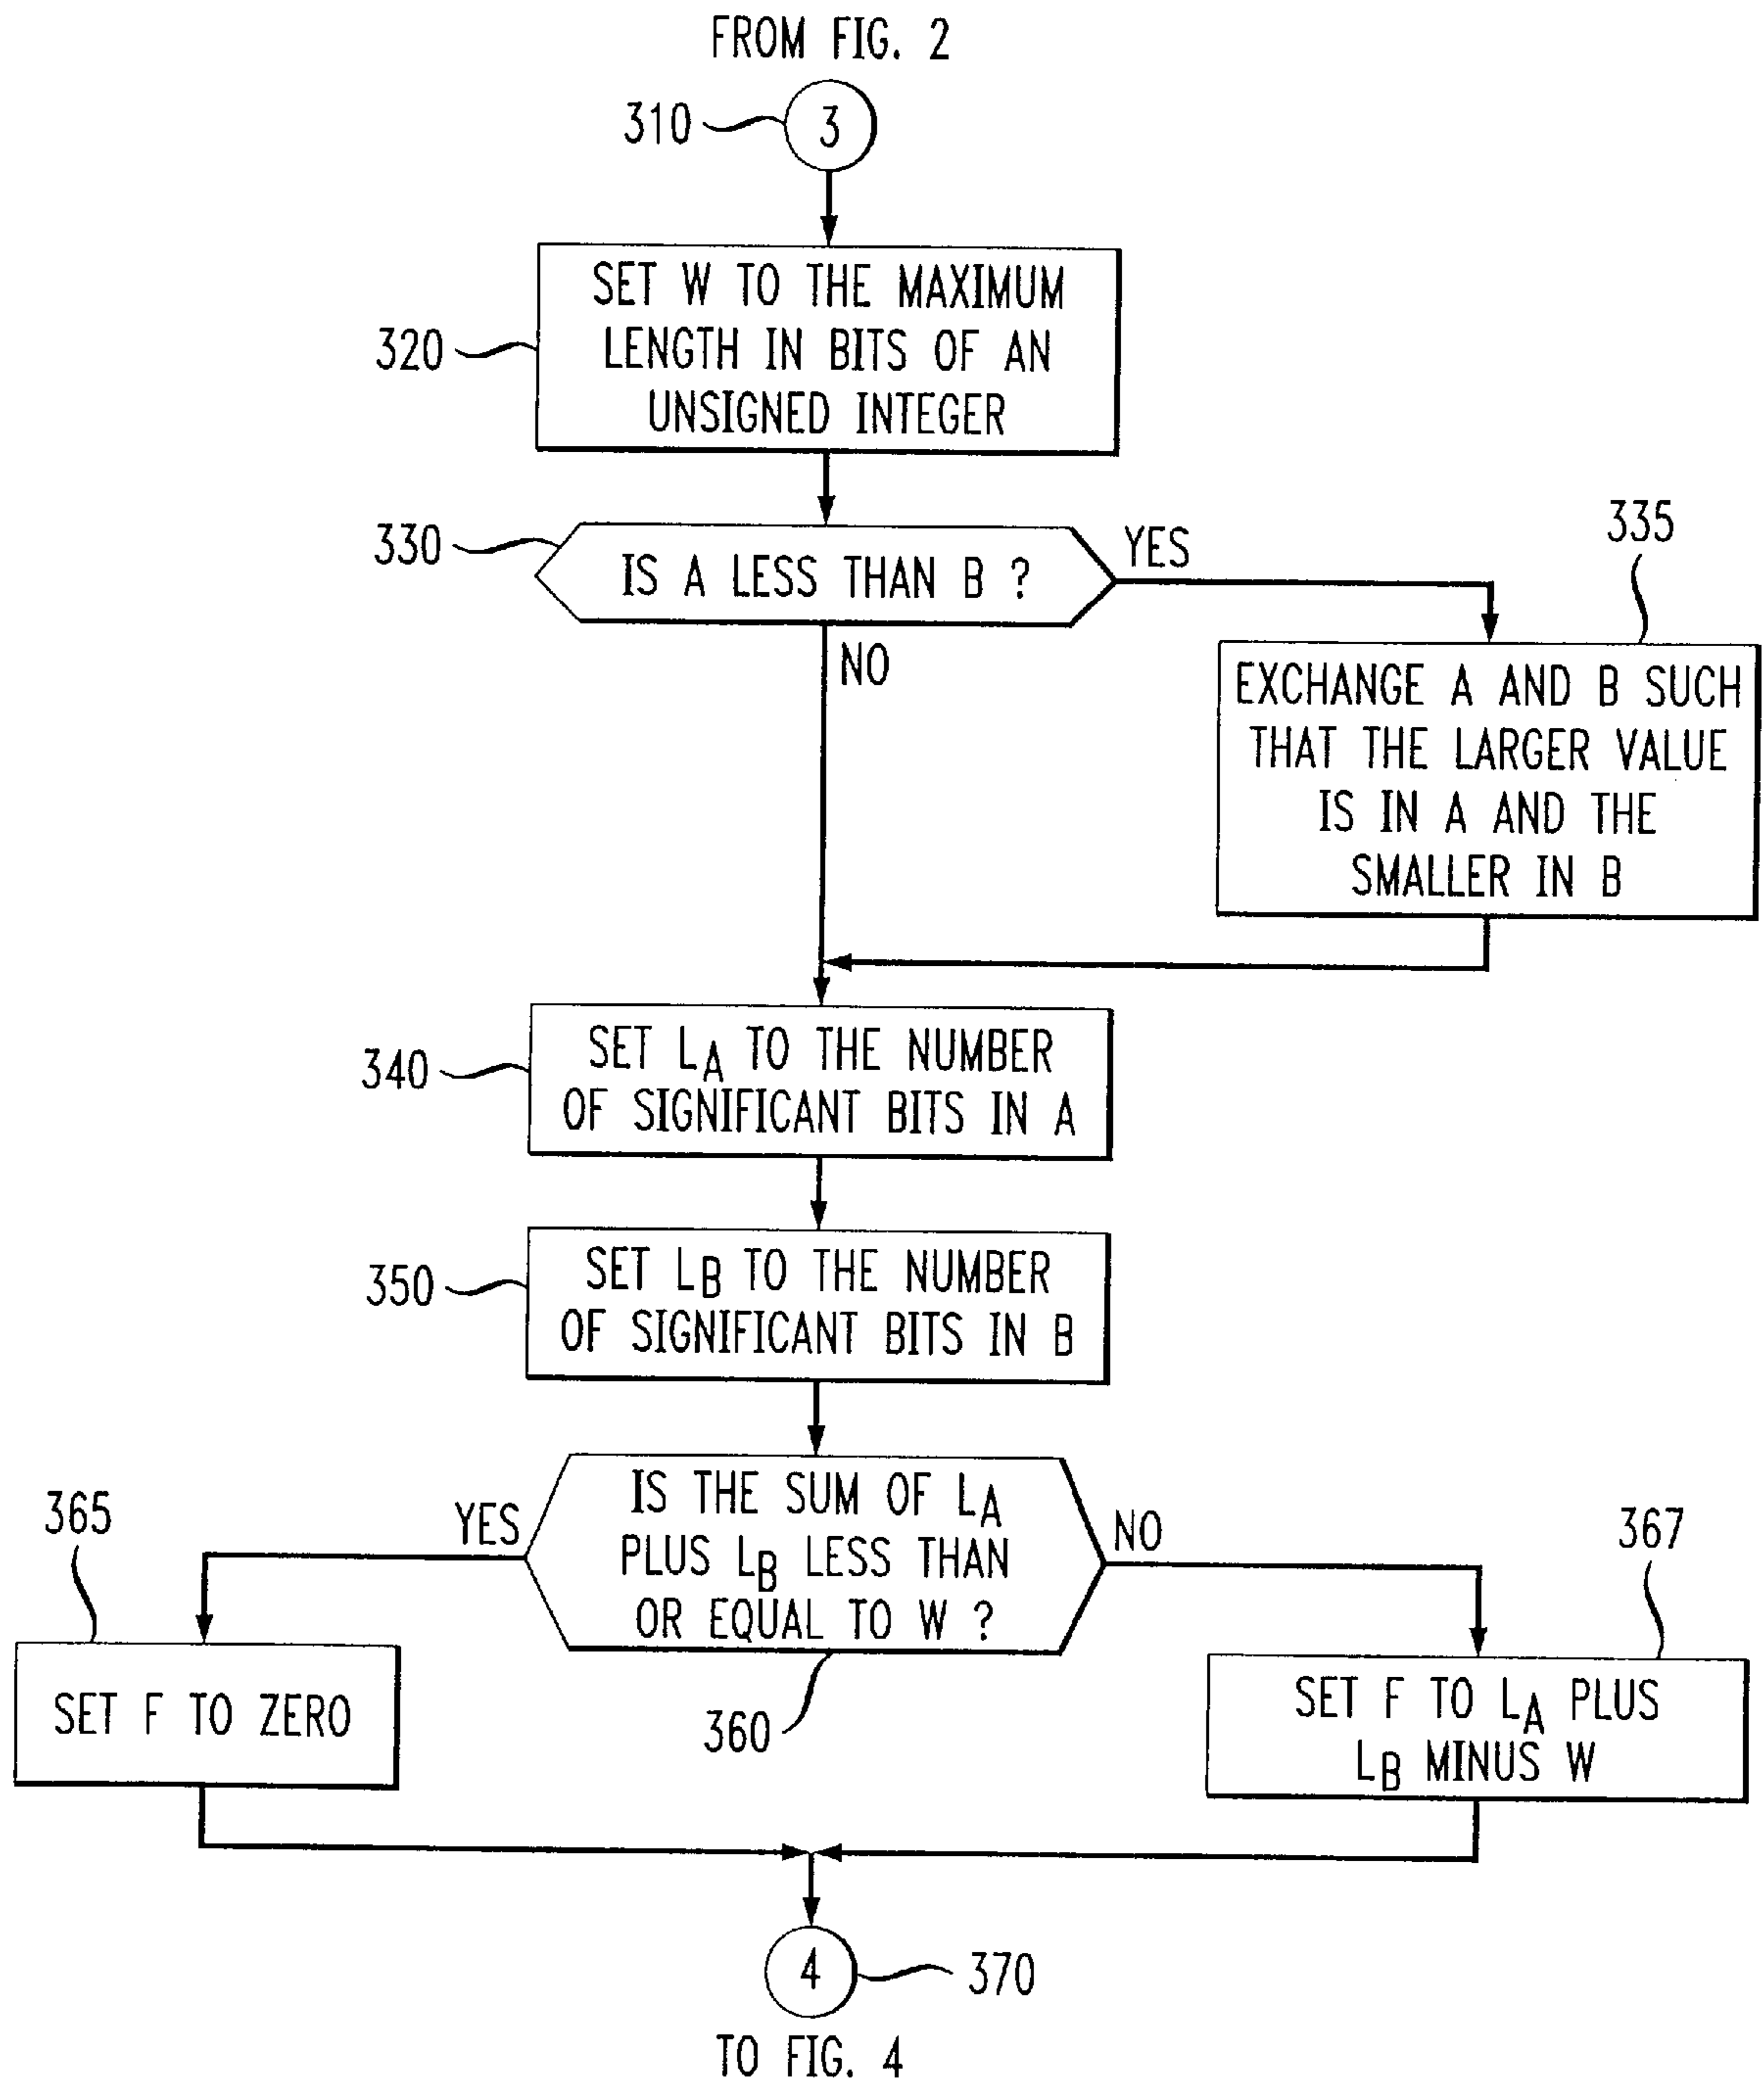 FROM FIG. 2
310
3
SET W TO THE MAXIMUM
LENGTH IN BITS OF AN
UNSIGNED INTEGER
320
330
IS A LESS THAN B ?
YES
NO
335
EXCHANGE A AND B SUCH
THAT THE LARGER VALUE
IS IN A AND THE
SMALLER IN B
340
SET LA TO THE NUMBER
OF SIGNIFICANT BITS IN A
350
SET LB TO THE NUMBER
OF SIGNIFICANT BITS IN B
IS THE SUM OF LA
PLUS LB LESS THAN
OR EQUAL TO W ?
360
YES
NO
365
SET F TO ZERO
367
SET F TO LA PLUS
LB MINUS W
4
370
TO FIG. 4